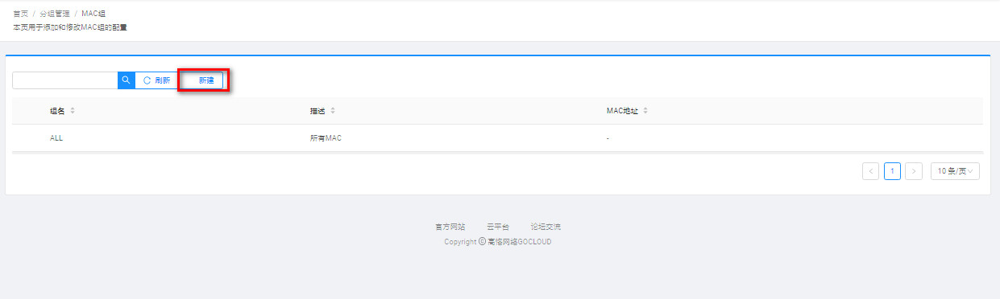 首页 / 分组管理 / MAC组
本页用于添加和修改MAC组的配置
刷新 新建
组名 描述 MAC地址
ALL 所有MAC -
1 10 条/页
官方网站 云平台 论坛交流
Copyright © 高恪网络GOCLOUD